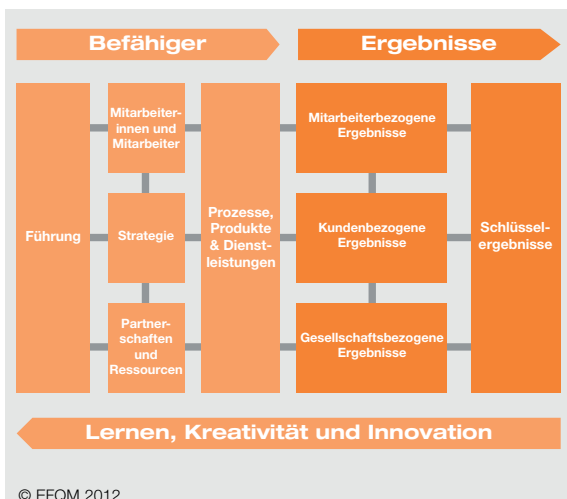 Befähiger
Ergebnisse
Führung
Mitarbeiter-
innen und
Mitarbeiter
Strategie
Partner-
schaften
und
Ressourcen
Prozesse,
Produkte
& Dienst-
leistungen
Mitarbeiterbezogene
Ergebnisse
Kundenbezogene
Ergebnisse
Gesellschaftsbezogene
Ergebnisse
Schlüssel-
ergebnisse
Lernen, Kreativität und Innovation
© EFQM 2012